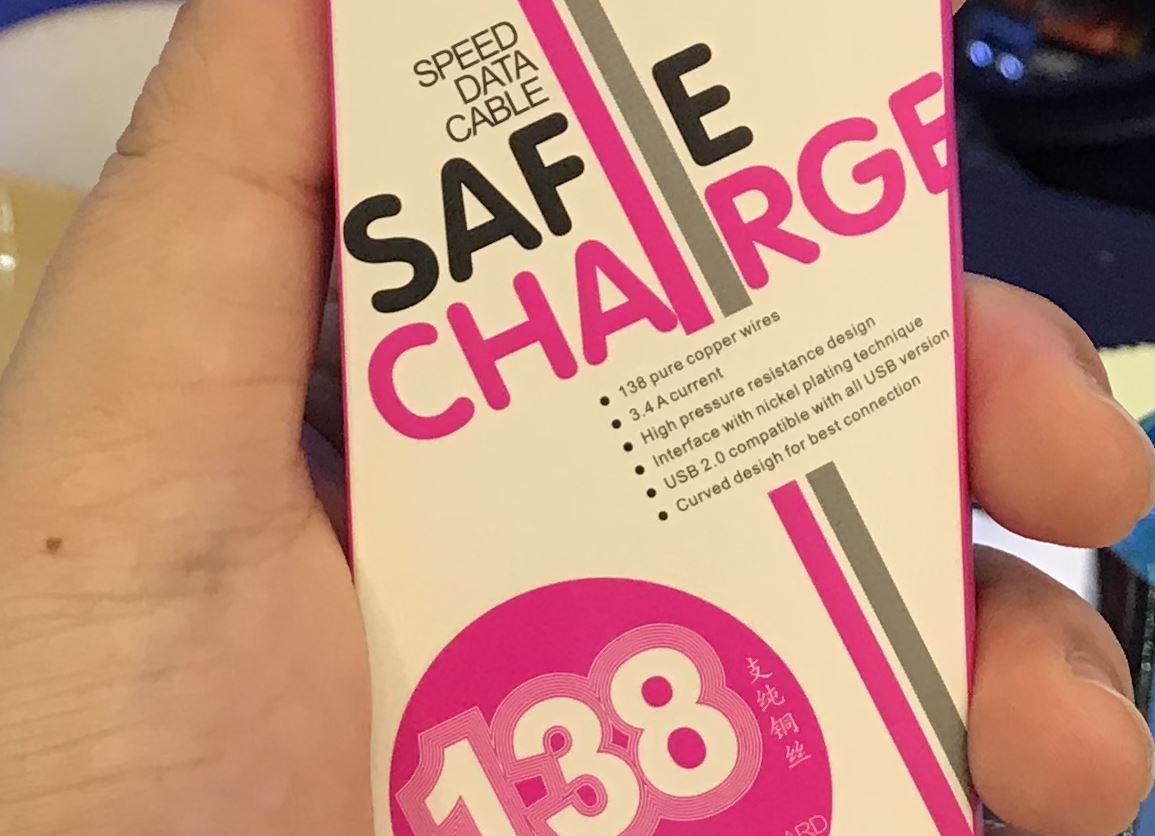 SPEED
DATA
CABLE
SAFE
CHARGE
138 pure copper wires
3.4 A current
High pressure resistance design
Interface with nickel plating technique
USB 2.0 compatible with all USB version
Curved design for best connection
138
支纯铜丝